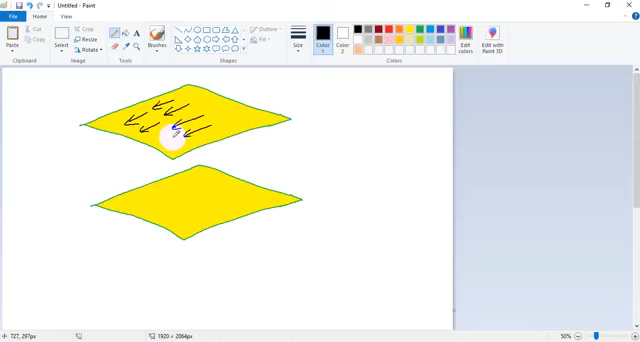 Untitled - Paint
File Home View
Paste Cut Copy Select Crop Resize Rotate Brushes Outline Fill Size Color 1 Color 2 Edit colors Edit with Paint 3D
Clipboard Image Tools Shapes Colors
727, 297px 1920 × 2064px 50%